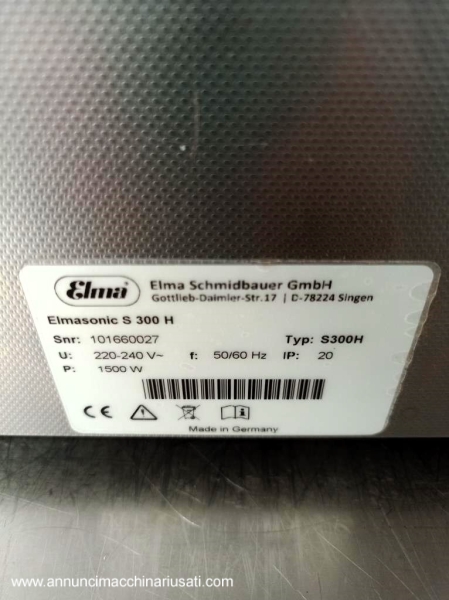 Elma
Elma Schmidbauer GmbH
Gottlieb-Daimler-Str.17 | D-78224 Singen
Elmasonic S 300 H
Snr: 101660027 Typ: S300H
U: 220-240 V~ f: 50/60 Hz IP: 20
P: 1500 W
CE
Made in Germany
www.annuncimacchinariusati.com